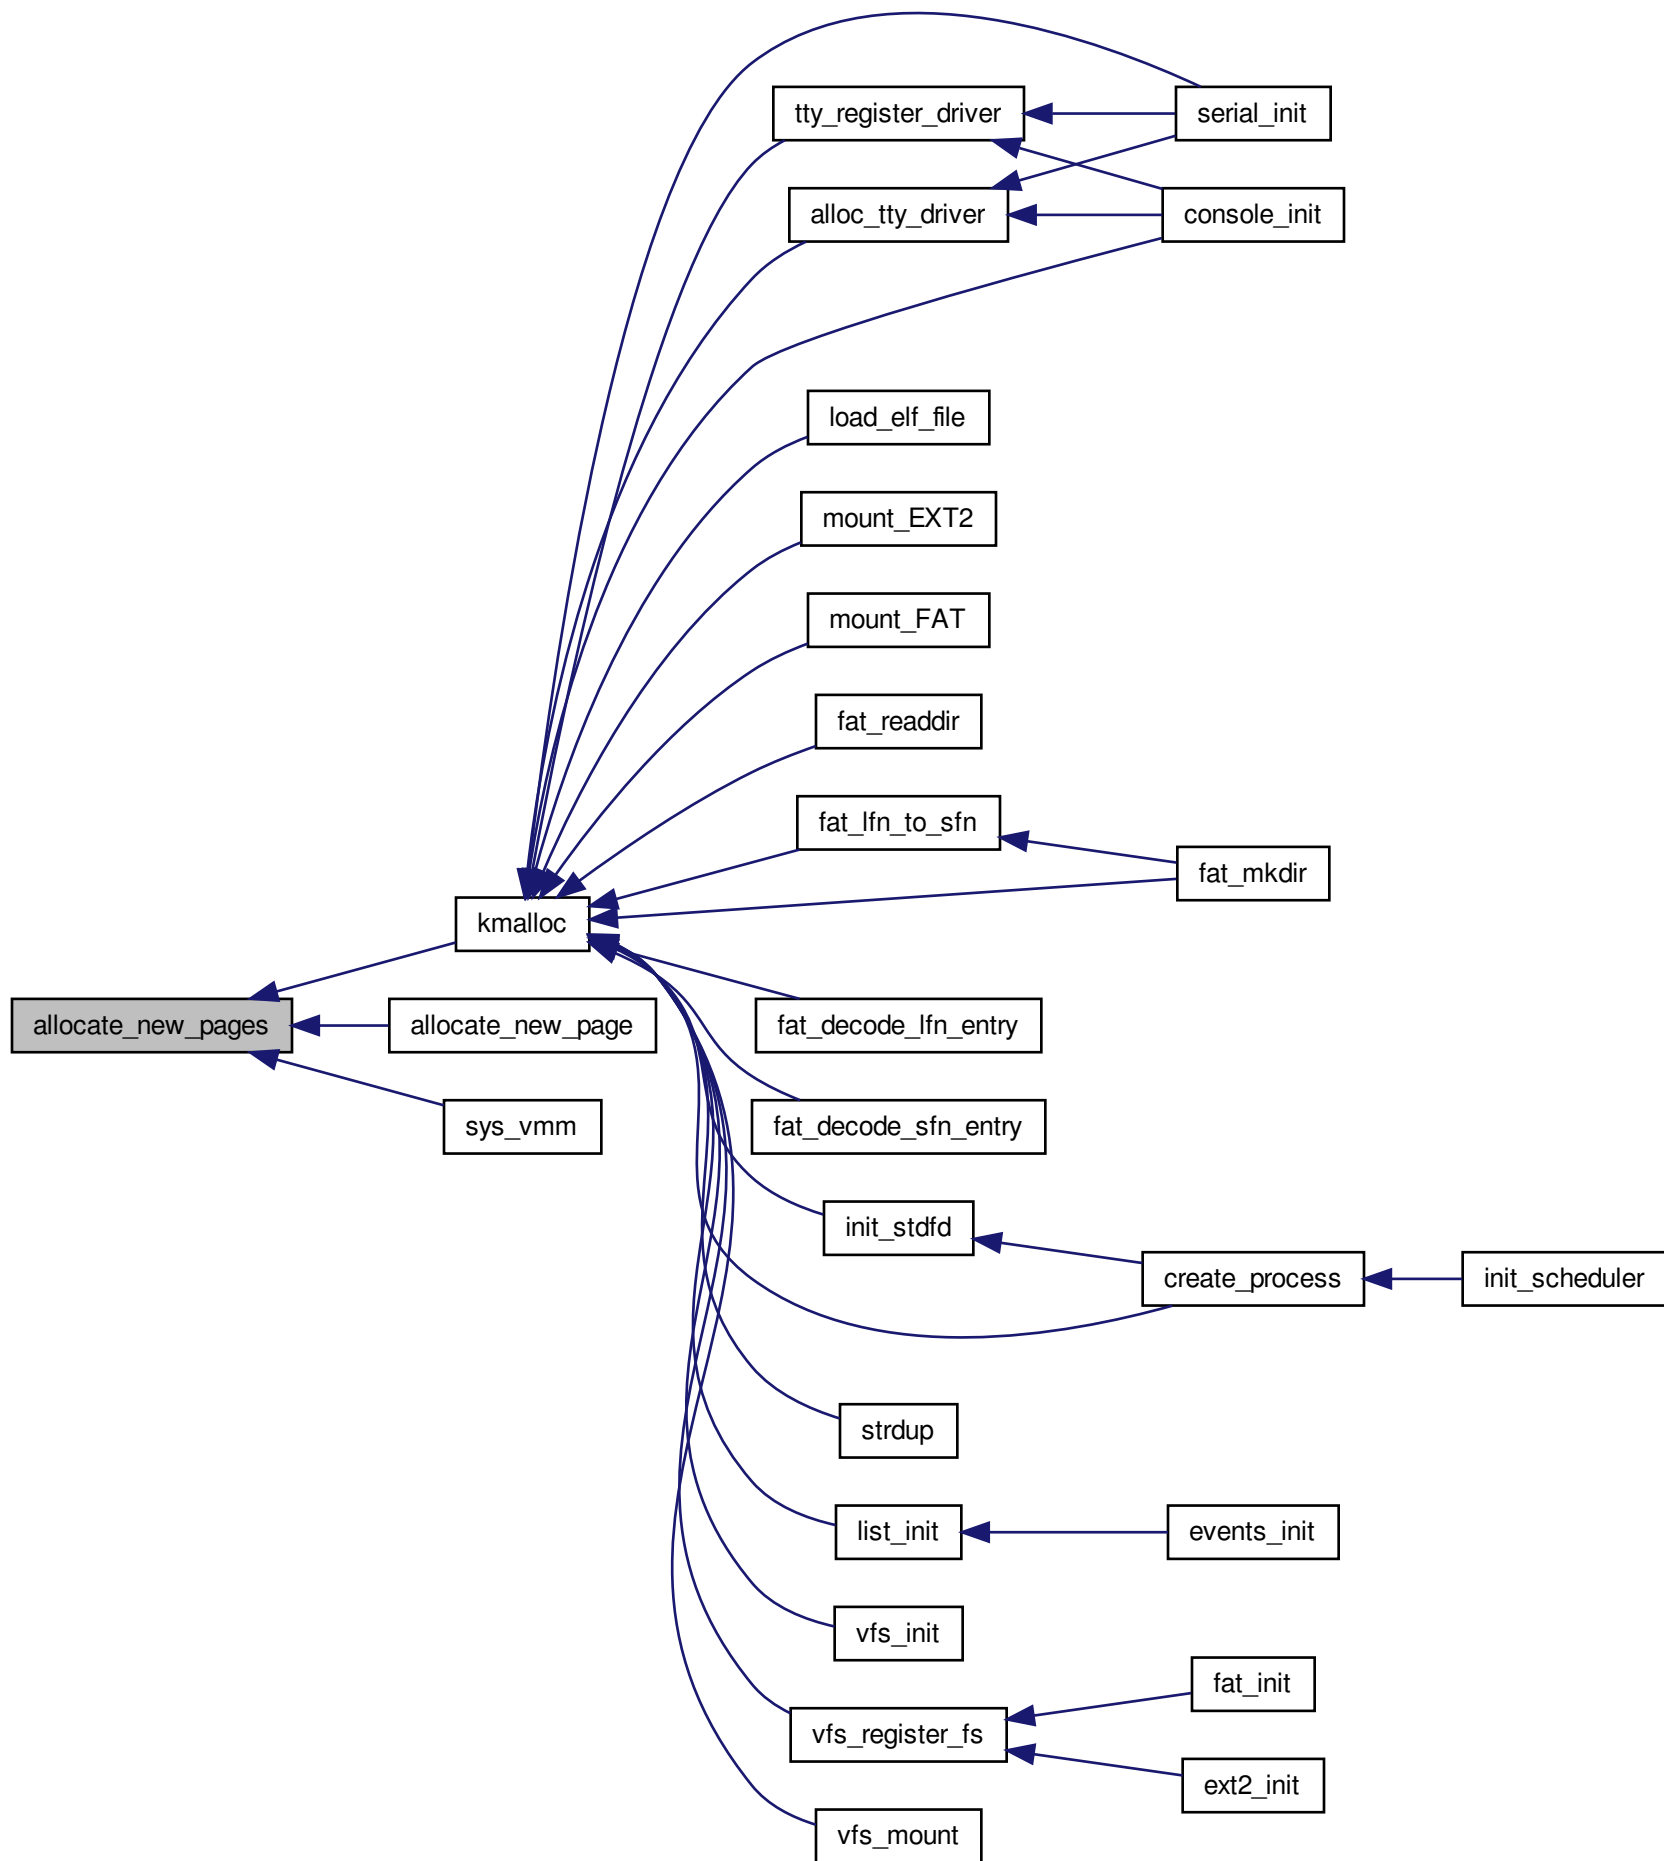 tty_register_driver
serial_init
alloc_tty_driver
console_init
load_elf_file
mount_EXT2
mount_FAT
fat_readdir
fat_lfn_to_sfn
fat_mkdir
kmalloc
allocate_new_pages
allocate_new_page
fat_decode_lfn_entry
sys_vmm
fat_decode_sfn_entry
init_stdfd
create_process
init_scheduler
strdup
list_init
events_init
vfs_init
fat_init
vfs_register_fs
ext2_init
vfs_mount